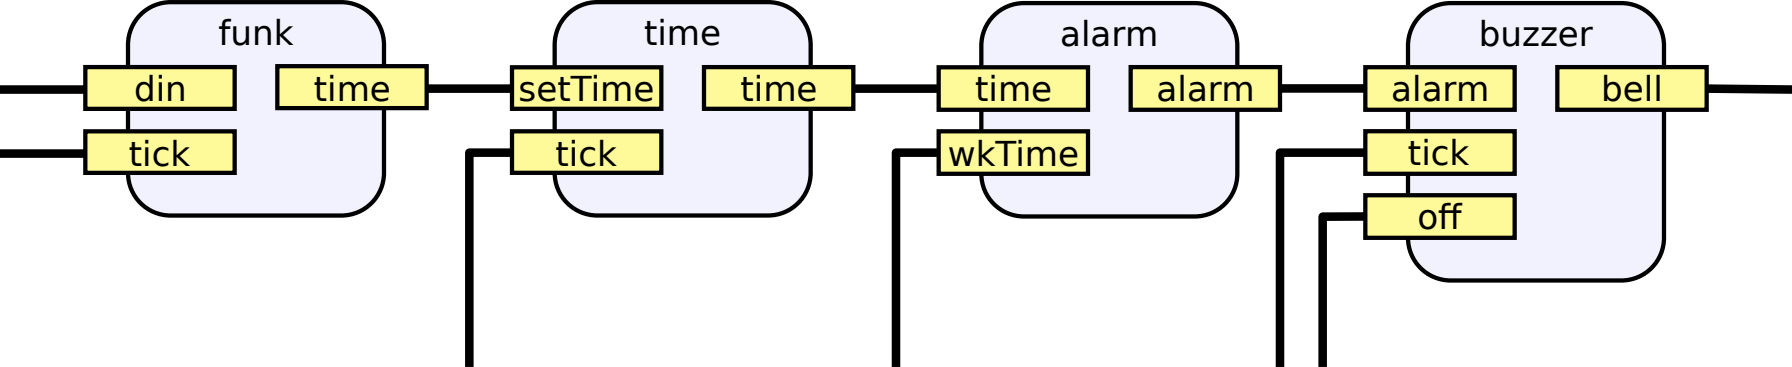 funk
time
alarm
buzzer
din
time
setTime
time
time
alarm
alarm
bell
tick
tick
wkTime
tick
off